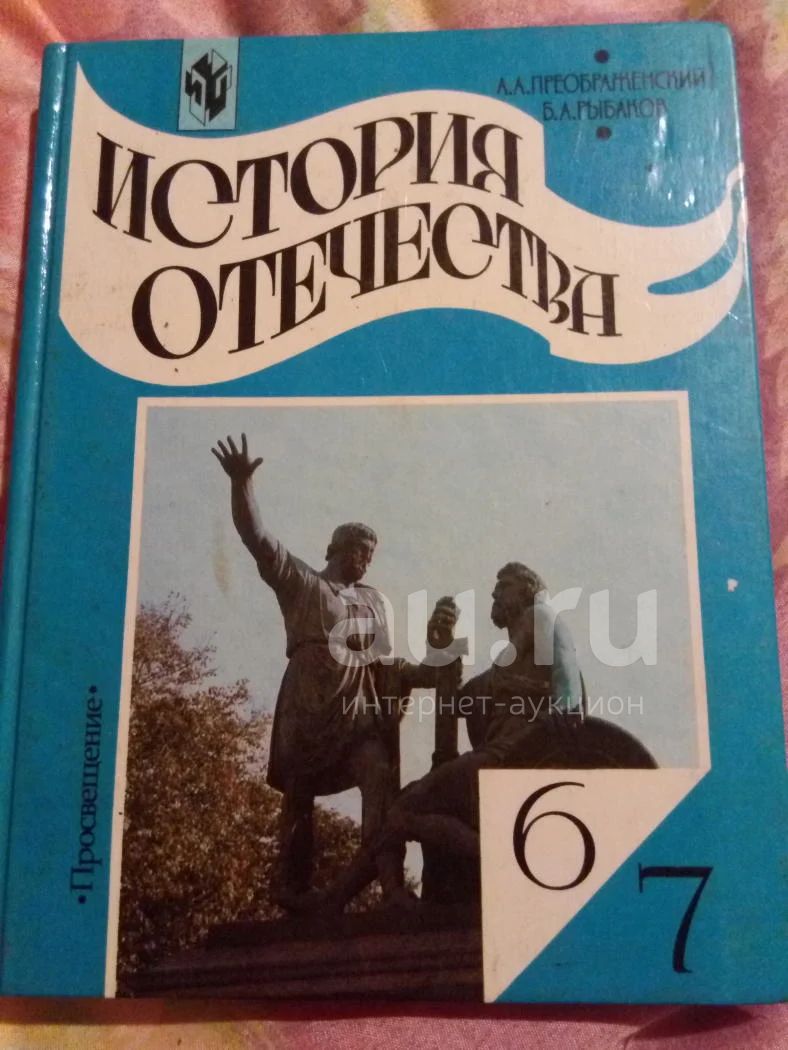 А.А.ПРЕОБРАЖЕНСКИЙ
Б.А.РЫБАКОВ
ИСТОРИЯ
ОТЕЧЕСТВА
au.ru
интернет-аукцион
•Просвещение•
6
7